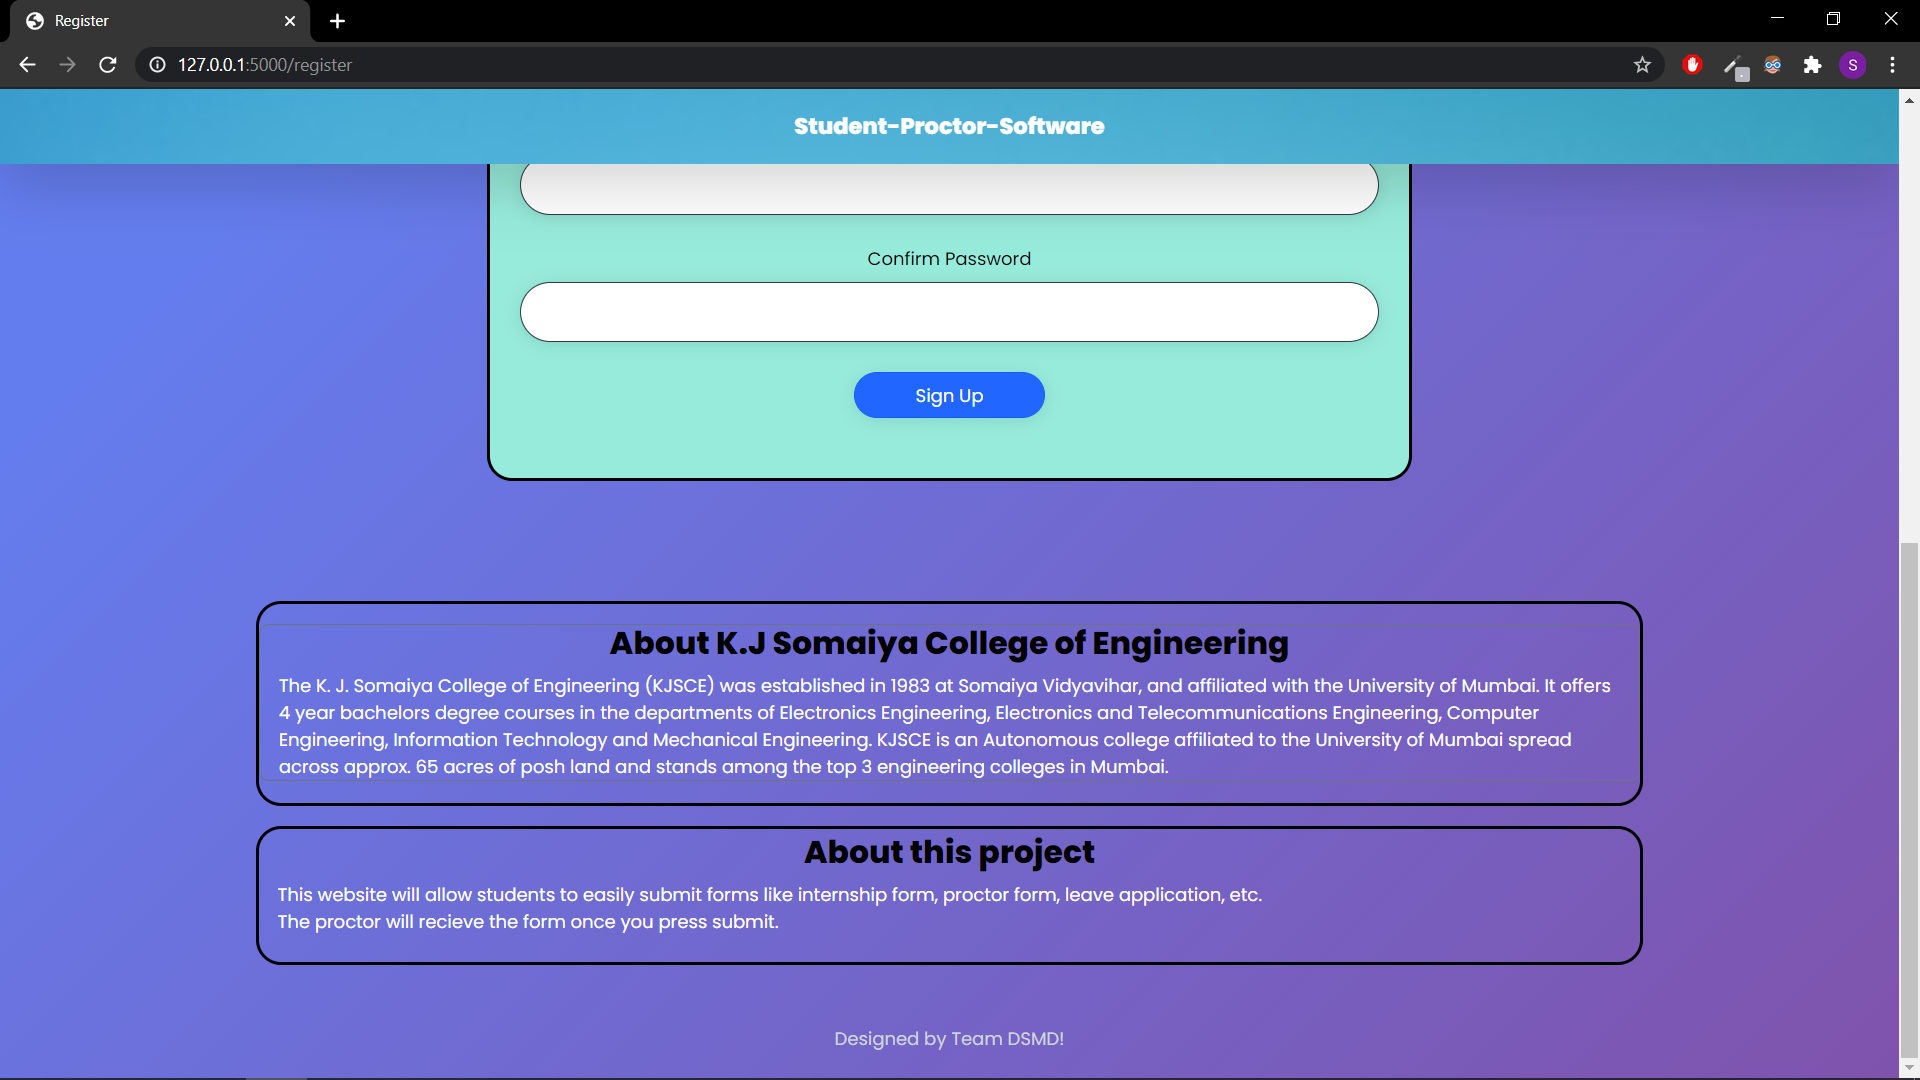 Register
127.0.0.1:5000/register
S
Student-Proctor-Software
Confirm Password
Sign Up
About K.J Somaiya College of Engineering
The K. J. Somaiya College of Engineering (KJSCE) was established in 1983 at Somaiya Vidyavihar, and affiliated with the University of Mumbai. It offers
4 year bachelors degree courses in the departments of Electronics Engineering, Electronics and Telecommunications Engineering, Computer
Engineering, Information Technology and Mechanical Engineering. KJSCE is an Autonomous college affiliated to the University of Mumbai spread
across approx. 65 acres of posh land and stands among the top 3 engineering colleges in Mumbai.
About this project
This website will allow students to easily submit forms like internship form, proctor form, leave application, etc.
The proctor will recieve the form once you press submit.
Designed by Team DSMD!